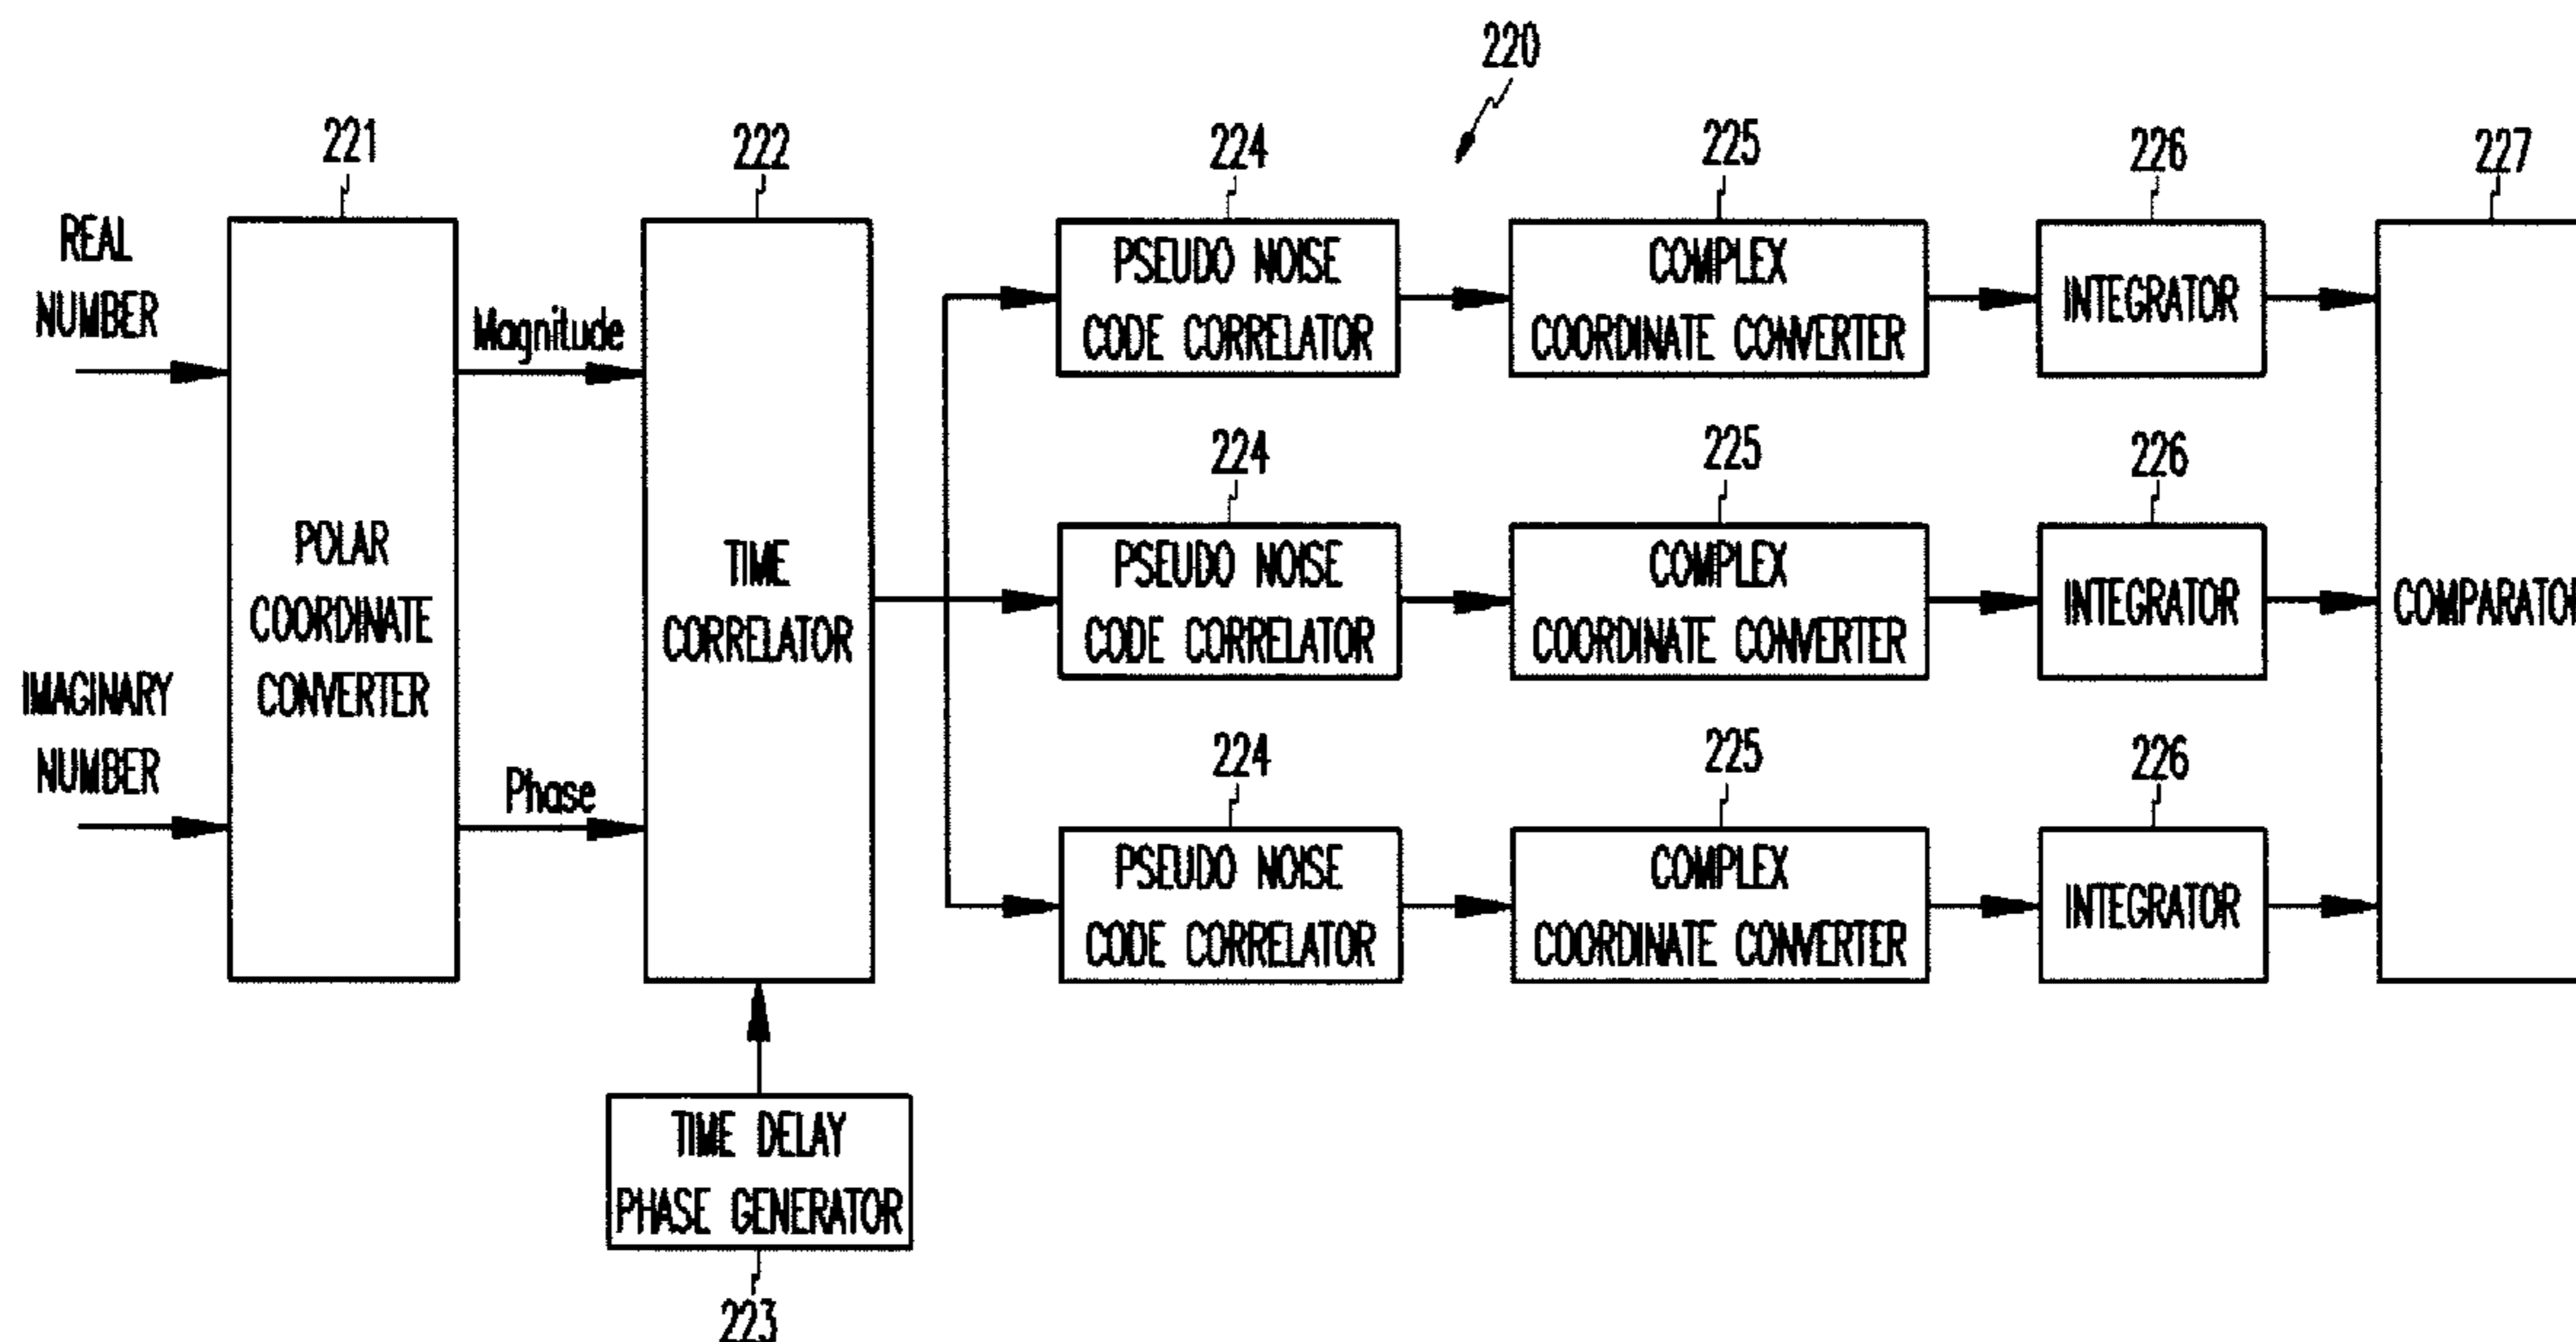 220
221
222
224
225
226
227
REAL
NUMBER
IMAGINARY
NUMBER
POLAR
COORDINATE
CONVERTER
Magnitude
Phase
TIME
CORRELATOR
PSEUDO NOISE
CODE CORRELATOR
COMPLEX
COORDINATE CONVERTER
INTEGRATOR
224
225
226
PSEUDO NOISE
CODE CORRELATOR
COMPLEX
COORDINATE CONVERTER
INTEGRATOR
COMPARATOR
224
225
226
PSEUDO NOISE
CODE CORRELATOR
COMPLEX
COORDINATE CONVERTER
INTEGRATOR
TIME DELAY
PHASE GENERATOR
223